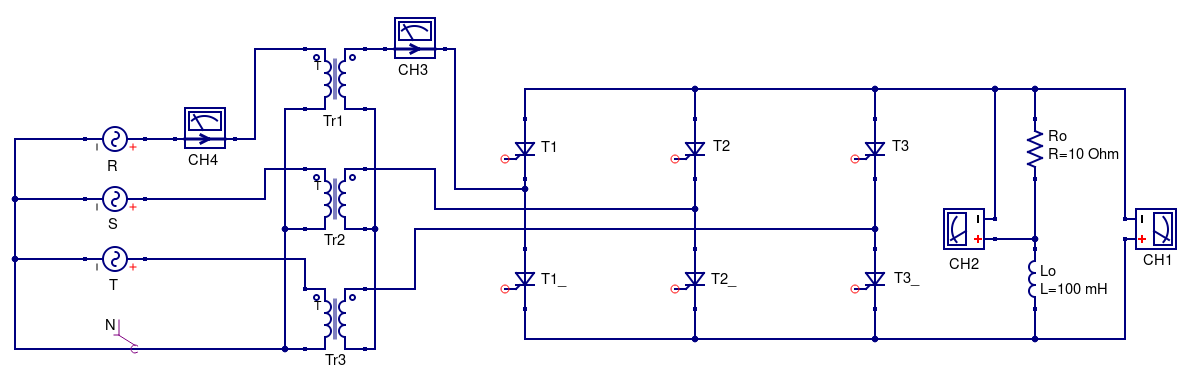 CH3
T
Tr1
CH4
R
T1
T2
T3
Ro
R=10 Ohm
T
S
Tr2
CH2
CH1
T
T1_
T2_
T3_
Lo
L=100 mH
T
N
Tr3